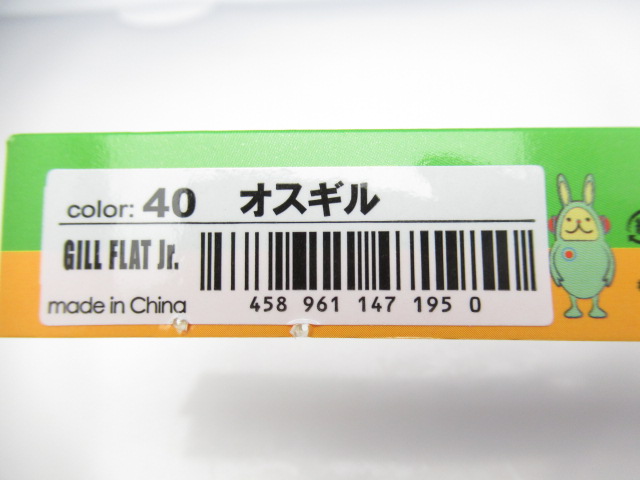 color: 40 オスギル
GILL FLAT Jr.
made in China
458 961 147 195 0